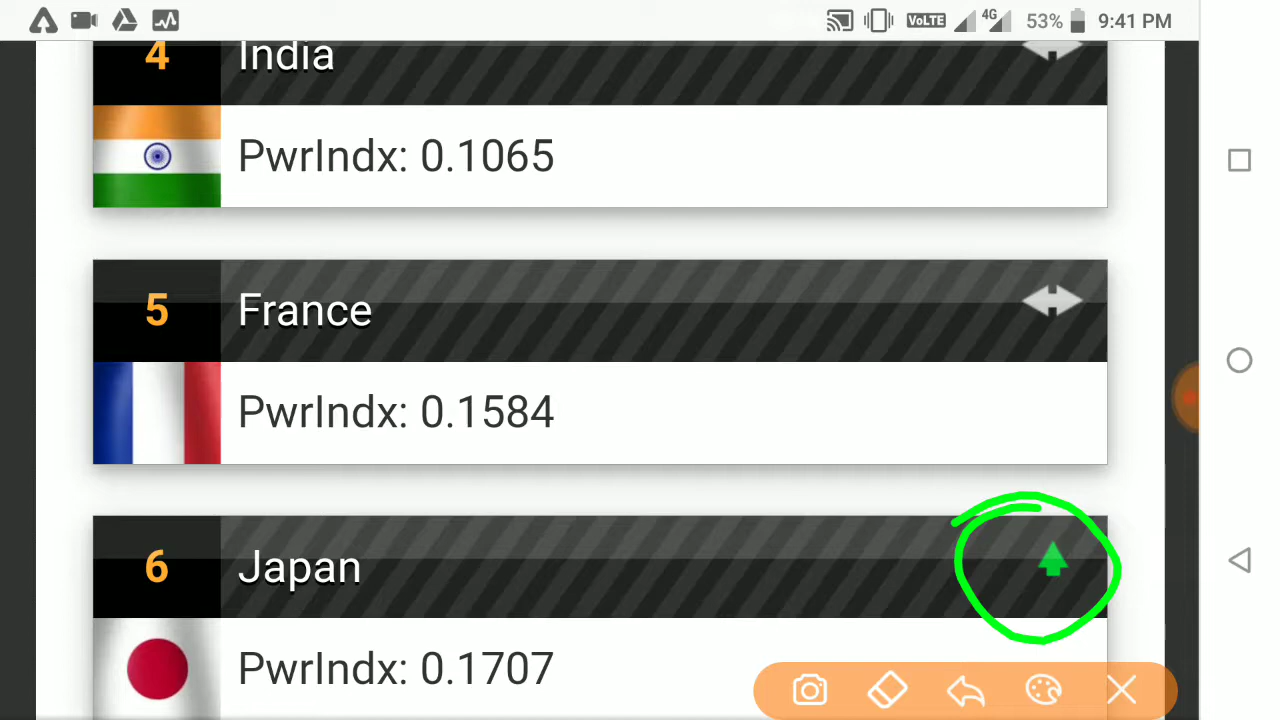 VoLTE 4G 53% 9:41 PM
4 India
PwrIndx: 0.1065
5 France
PwrIndx: 0.1584
6 Japan
PwrIndx: 0.1707